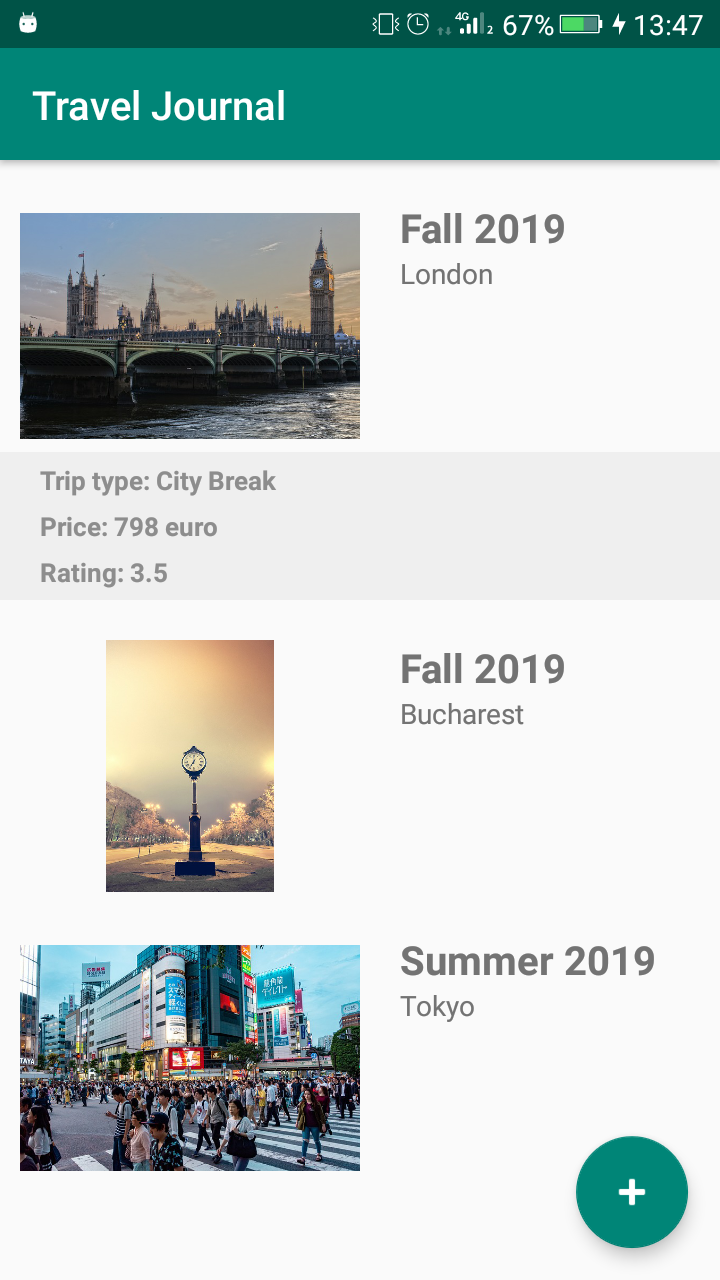 4G
2
67%
13:47
Travel Journal
Fall 2019
London
Trip type: City Break
Price: 798 euro
Rating: 3.5
Fall 2019
Bucharest
Summer 2019
Tokyo